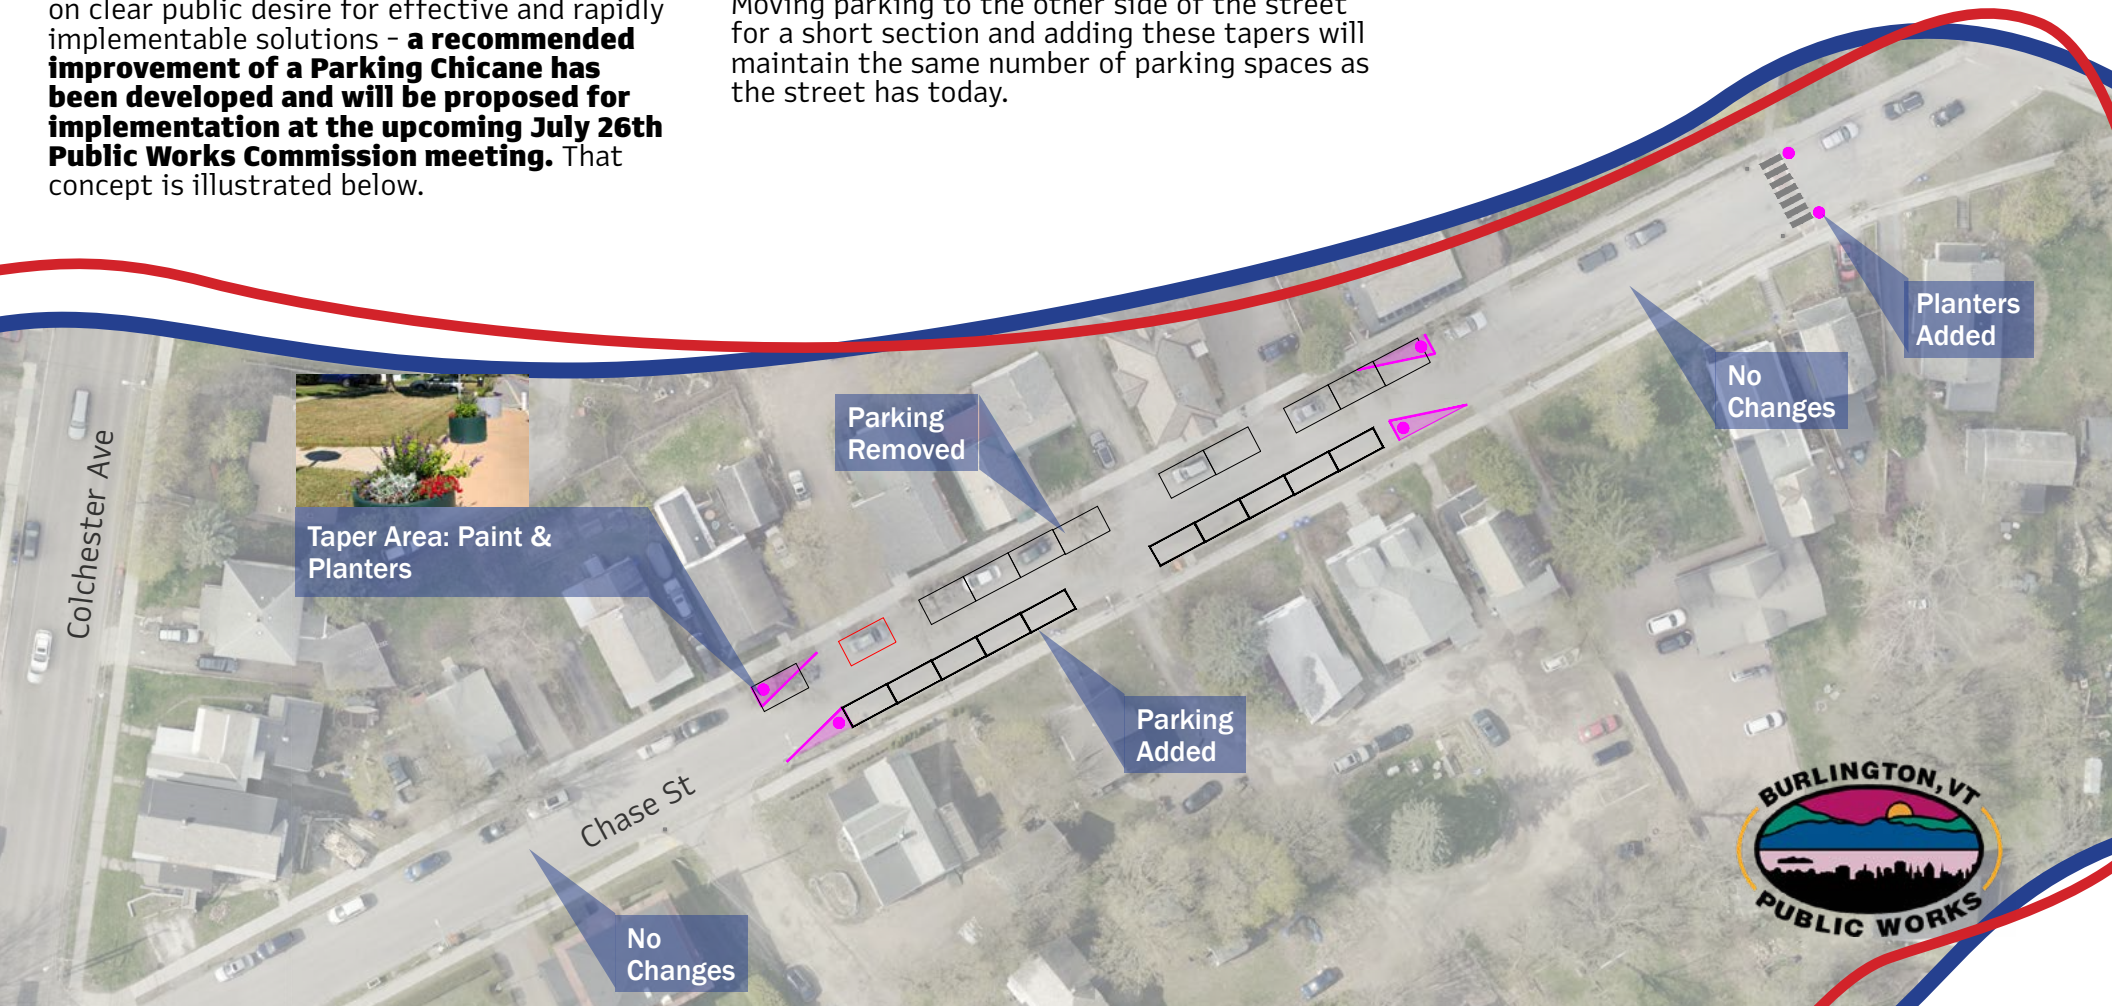 on clear public desire for effective and rapidly
implementable solutions - a recommended
improvement of a Parking Chicane has
been developed and will be proposed for
implementation at the upcoming July 26th
Public Works Commission meeting. That
concept is illustrated below.
Moving parking to the other side of the street
for a short section and adding these tapers will
maintain the same number of parking spaces as
the street has today.
Planters
Added
No
Changes
Parking
Removed
Taper Area: Paint &
Planters
Colchester Ave
Parking
Added
Chase St
No
Changes
BURLINGTON, VT
PUBLIC WORKS